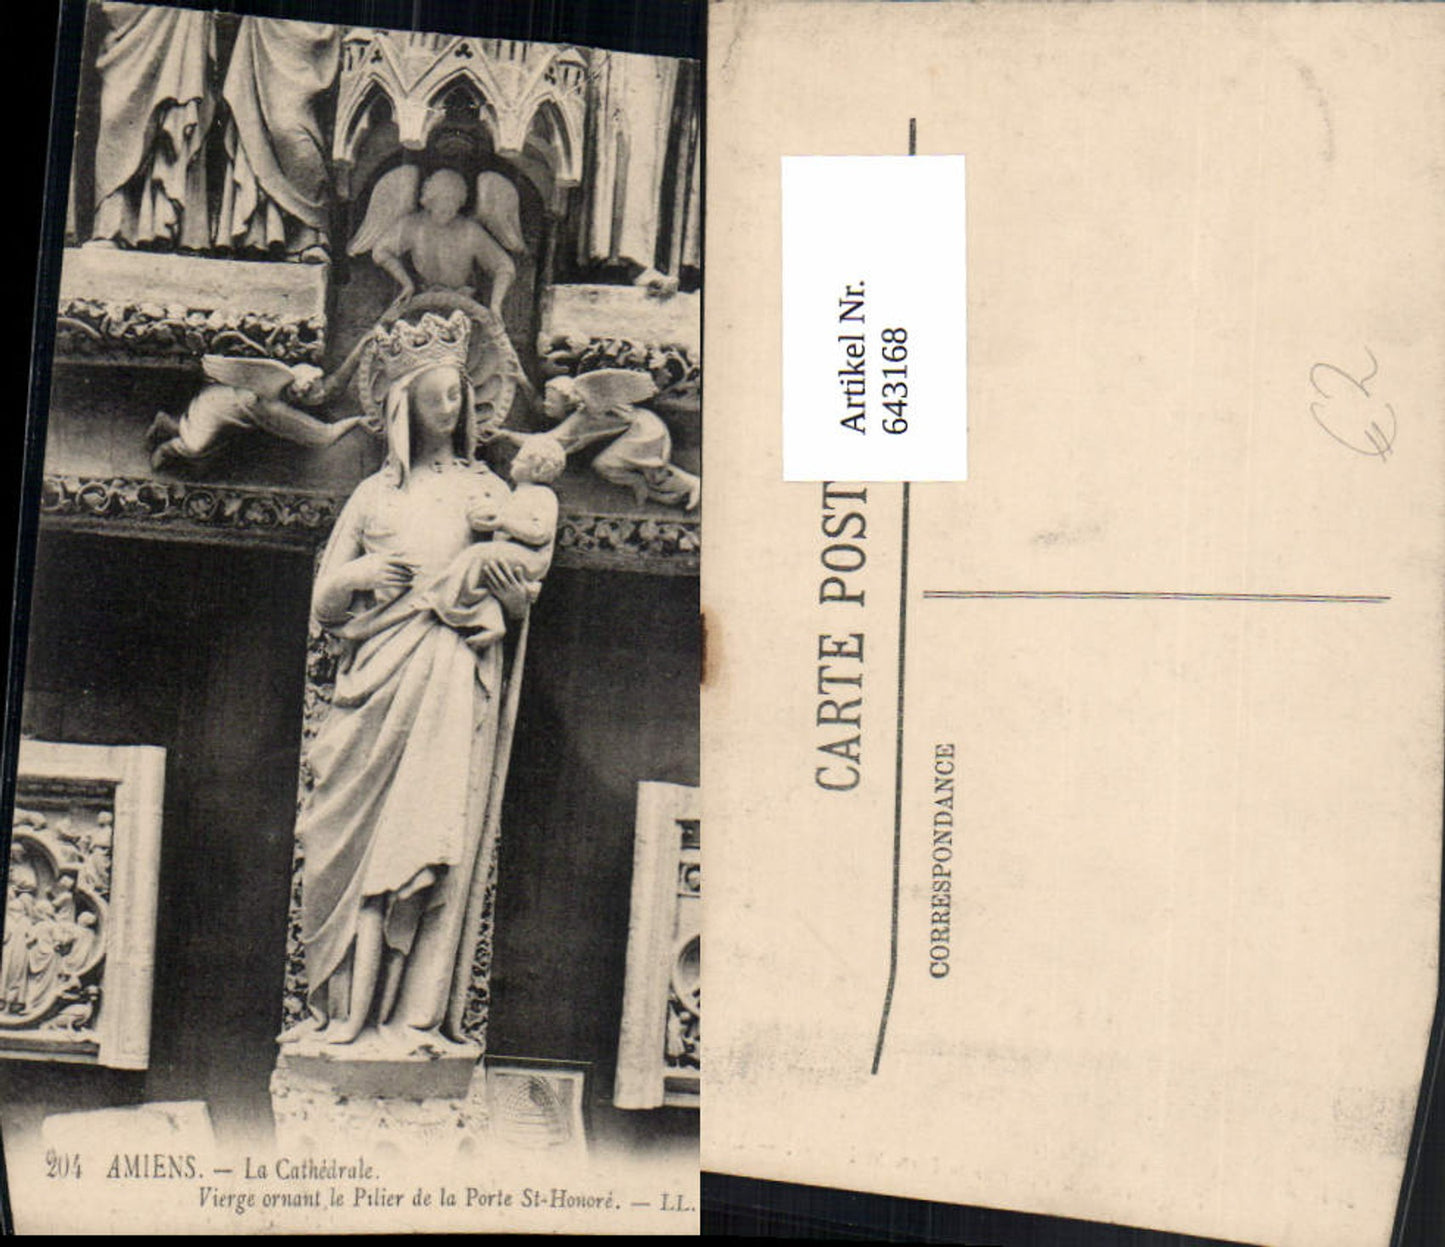 204 AMIENS. — La Cathédrale.
Vierge ornant le Pilier de la Porte St-Honoré. — LL.
Artikel Nr.
643168
CARTE POST
CORRESPONDANCE
62